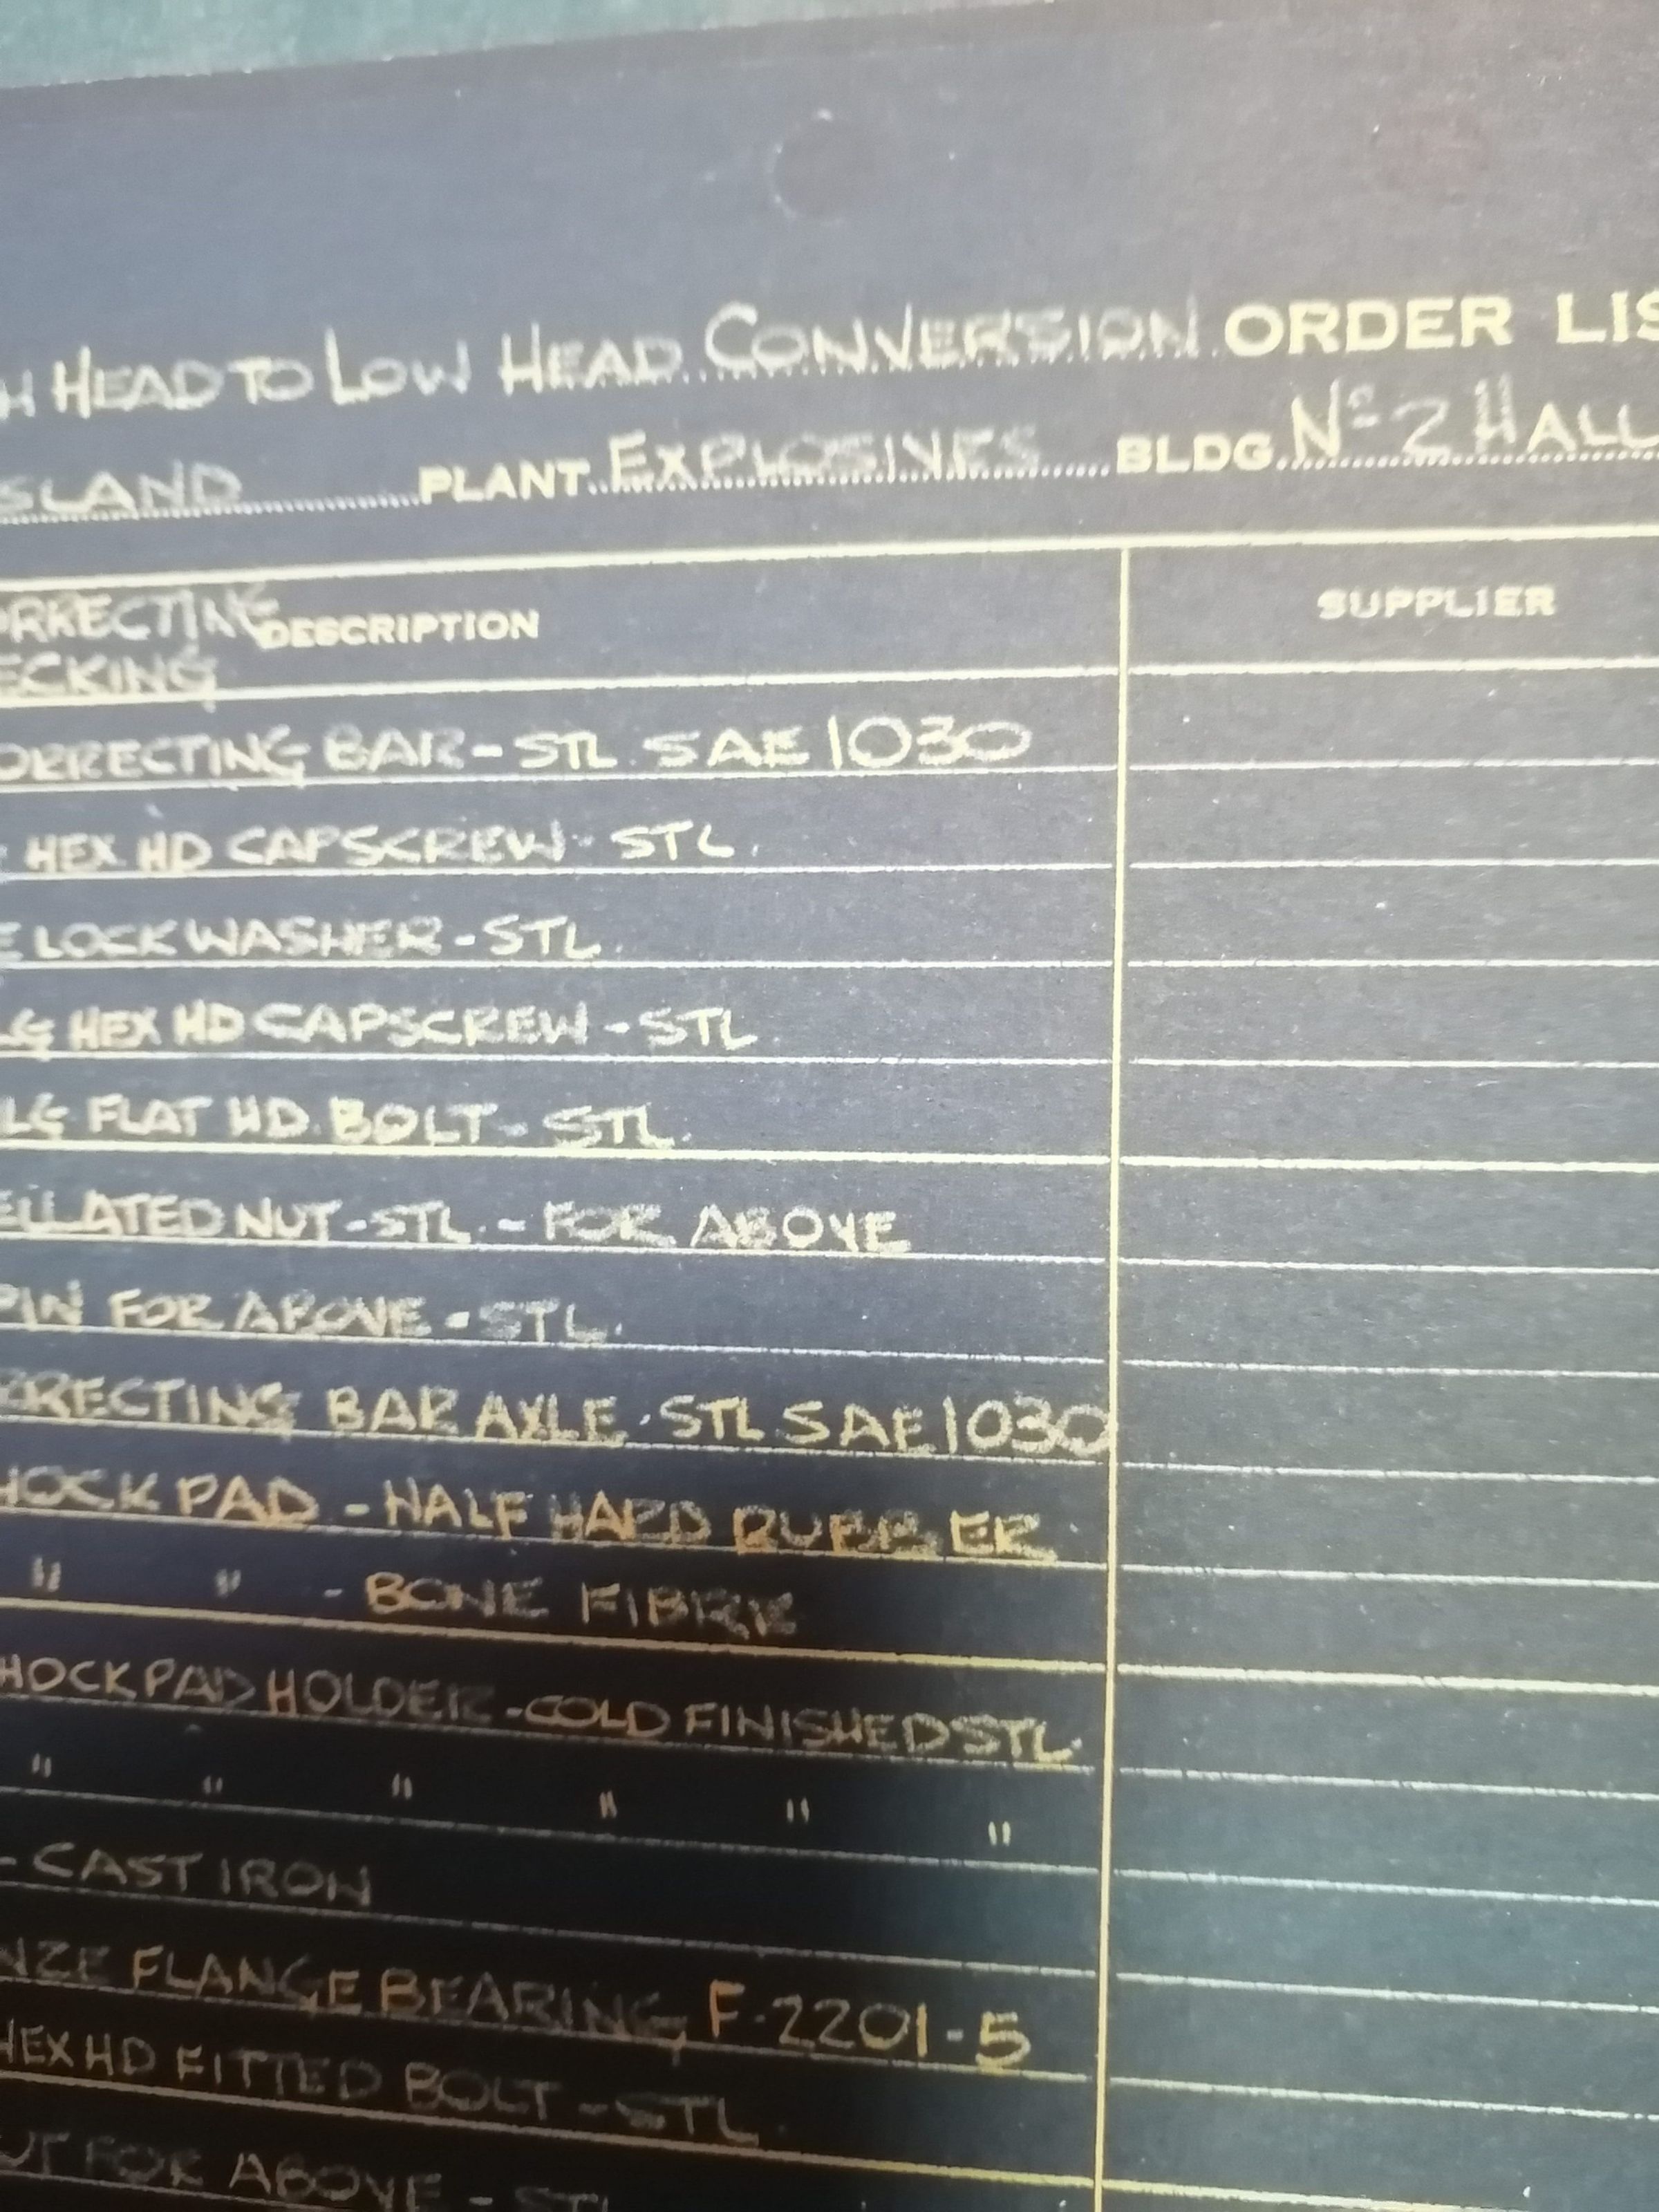 H HEAD TO LOW HEAD CONVERSION ORDER LIS
SLAND PLANT EXPLOSIVES BLDG. Nº 2 HALL
ORRECTING DESCRIPTION SUPPLIER
ECKING
ORRECTING BAR - STL. SAE 1030
HEX HD CAPSCREW - STL.
E LOCKWASHER - STL.
LG HEX HD CAPSCREW - STL
LG FLAT HD. BOLT - STL.
ELLATED NUT - STL. - FOR ABOVE
PIN FOR ABOVE - STL.
RRECTING BAR AXLE - STL SAE 1030
HOCK PAD - HALF HARD RUBBER
" " - BONE FIBRE
HOCK PAD HOLDER - COLD FINISHED STL.
" " " " " "
- CAST IRON
NZE FLANGE BEARING F-2201-5
HEX HD FITTED BOLT - STL.
UT FOR ABOVE - STL